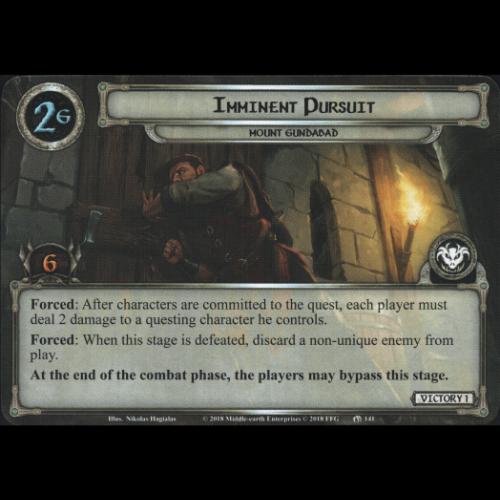 2G
IMMINENT PURSUIT
MOUNT GUNDABAD
6
Forced: After characters are committed to the quest, each player must
deal 2 damage to a questing character he controls.
Forced: When this stage is defeated, discard a non-unique enemy from
play.
At the end of the combat phase, the players may bypass this stage.
VICTORY 1
Illus. Nikolas Hagialas © 2018 Middle-earth Enterprises © 2018 FFG 141